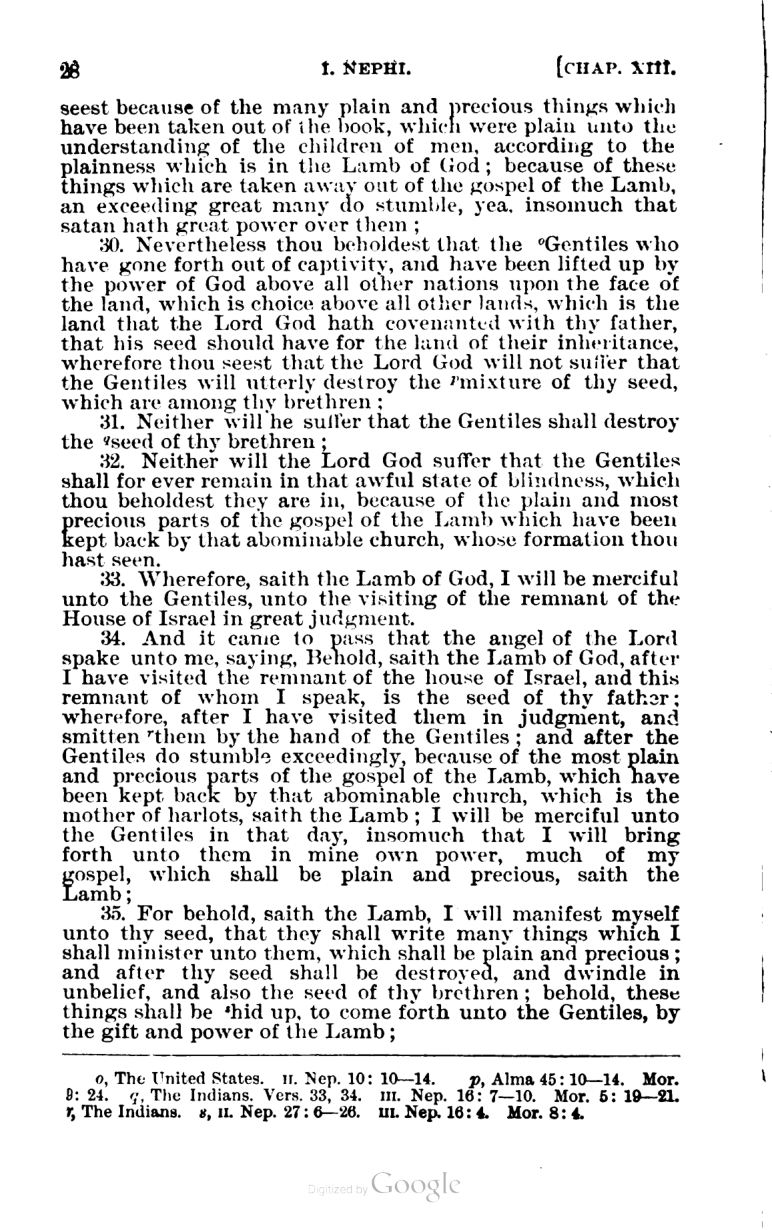 28 I. NEPHI. [CHAP. XIII.
seest because of the many plain and precious things which
have been taken out of the book, which were plain unto the
understanding of the children of men, according to the
plainness which is in the Lamb of God; because of these
things which are taken away out of the gospel of the Lamb,
an exceeding great many do stumble, yea, insomuch that
satan hath great power over them;
30. Nevertheless thou beholdest that the oGentiles who
have gone forth out of captivity, and have been lifted up by
the power of God above all other nations upon the face of
the land, which is choice above all other lands, which is the
land that the Lord God hath covenanted with thy father,
that his seed should have for the land of their inheritance,
wherefore thou seest that the Lord God will not suffer that
the Gentiles will utterly destroy the pmixture of thy seed,
which are among thy brethren;
31. Neither will he suffer that the Gentiles shall destroy
the qseed of thy brethren;
32. Neither will the Lord God suffer that the Gentiles
shall for ever remain in that awful state of blindness, which
thou beholdest they are in, because of the plain and most
precious parts of the gospel of the Lamb which have been
kept back by that abominable church, whose formation thou
hast seen.
33. Wherefore, saith the Lamb of God, I will be merciful
unto the Gentiles, unto the visiting of the remnant of the
House of Israel in great judgment.
34. And it came to pass that the angel of the Lord
spake unto me, saying, Behold, saith the Lamb of God, after
I have visited the remnant of the house of Israel, and this
remnant of whom I speak, is the seed of thy father;
wherefore, after I have visited them in judgment, and
smitten rthem by the hand of the Gentiles; and after the
Gentiles do stumble exceedingly, because of the most plain
and precious parts of the gospel of the Lamb, which have
been kept back by that abominable church, which is the
mother of harlots, saith the Lamb; I will be merciful unto
the Gentiles in that day, insomuch that I will bring
forth unto them in mine own power, much of my
gospel, which shall be plain and precious, saith the
Lamb;
35. For behold, saith the Lamb, I will manifest myself
unto thy seed, that they shall write many things which I
shall minister unto them, which shall be plain and precious;
and after thy seed shall be destroyed, and dwindle in
unbelief, and also the seed of thy brethren; behold, these
things shall be shid up, to come forth unto the Gentiles, by
the gift and power of the Lamb;
o, The United States. II. Nep. 10: 10—14. p, Alma 45: 10—14. Mor.
9: 24. q, The Indians. Vers. 33, 34. III. Nep. 16: 7—10. Mor. 5: 19—21.
r, The Indians. s, II. Nep. 27: 6—26. III. Nep. 16: 4. Mor. 8: 4.
Digitized by Google